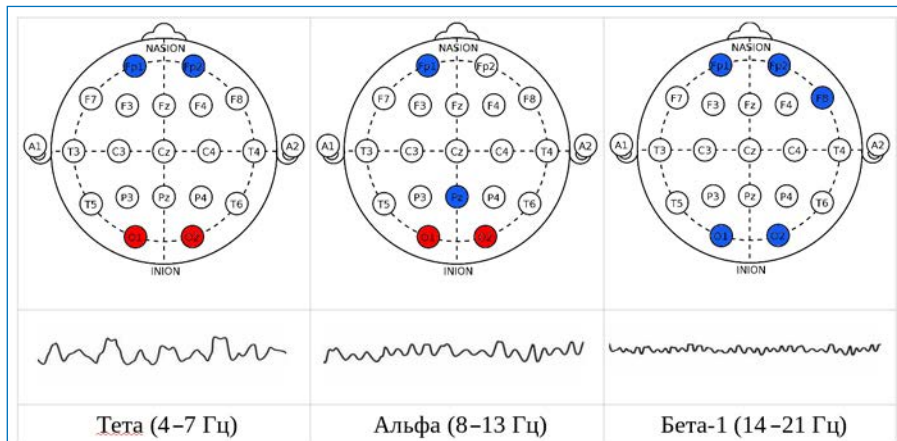 NASION
Fp1 Fp2
F7 F3 Fz F4 F8
A1 T3 C3 Cz C4 T4 A2
T5 P3 Pz P4 T6
O1 O2
INION
Тета (4–7 Гц)
NASION
Fp1 Fp2
F7 F3 Fz F4 F8
A1 T3 C3 Cz C4 T4 A2
T5 P3 Pz P4 T6
O1 O2
INION
Альфа (8–13 Гц)
NASION
Fp1 Fp2
F7 F3 Fz F4 F8
A1 T3 C3 Cz C4 T4 A2
T5 P3 Pz P4 T6
O1 O2
INION
Бета-1 (14–21 Гц)